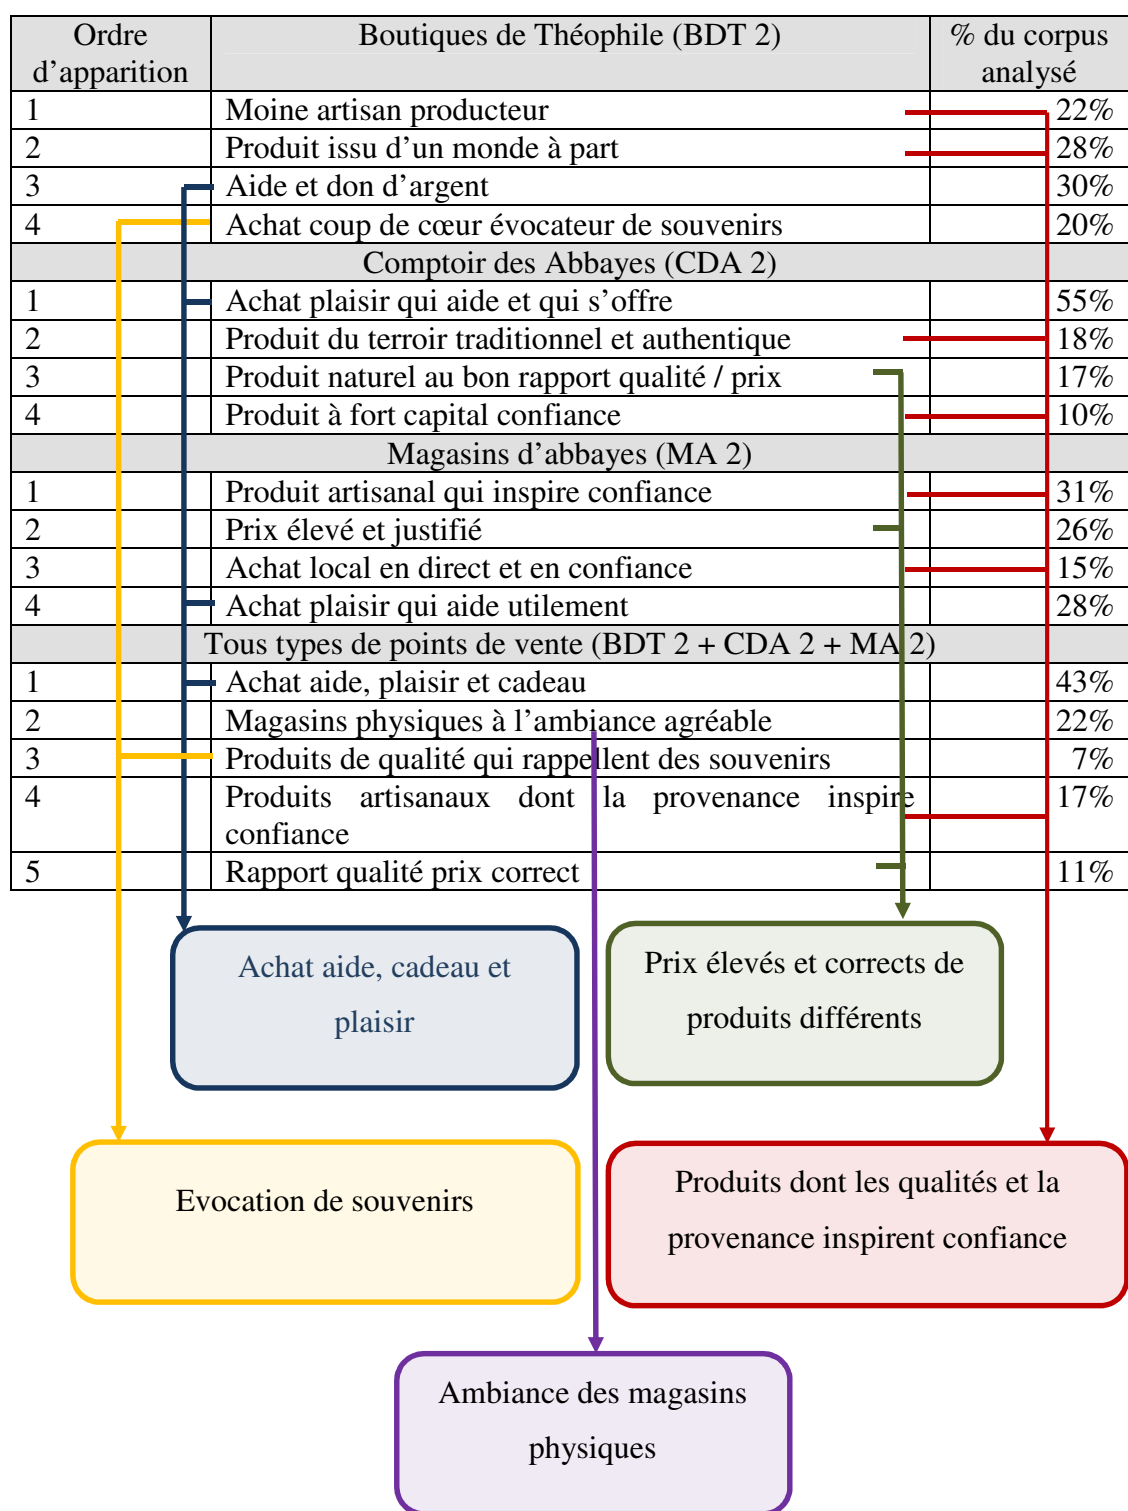 Ordre d’apparition Boutiques de Théophile (BDT 2) % du corpus analysé
1 Moine artisan producteur 22%
2 Produit issu d’un monde à part 28%
3 Aide et don d’argent 30%
4 Achat coup de cœur évocateur de souvenirs 20%
Comptoir des Abbayes (CDA 2)
1 Achat plaisir qui aide et qui s’offre 55%
2 Produit du terroir traditionnel et authentique 18%
3 Produit naturel au bon rapport qualité / prix 17%
4 Produit à fort capital confiance 10%
Magasins d’abbayes (MA 2)
1 Produit artisanal qui inspire confiance 31%
2 Prix élevé et justifié 26%
3 Achat local en direct et en confiance 15%
4 Achat plaisir qui aide utilement 28%
Tous types de points de vente (BDT 2 + CDA 2 + MA 2)
1 Achat aide, plaisir et cadeau 43%
2 Magasins physiques à l’ambiance agréable 22%
3 Produits de qualité qui rappellent des souvenirs 7%
4 Produits artisanaux dont la provenance inspire 17%
confiance
5 Rapport qualité prix correct 11%
Achat aide, cadeau et
plaisir
Prix élevés et corrects de
produits différents
Evocation de souvenirs
Produits dont les qualités et la
provenance inspirent confiance
Ambiance des magasins
physiques